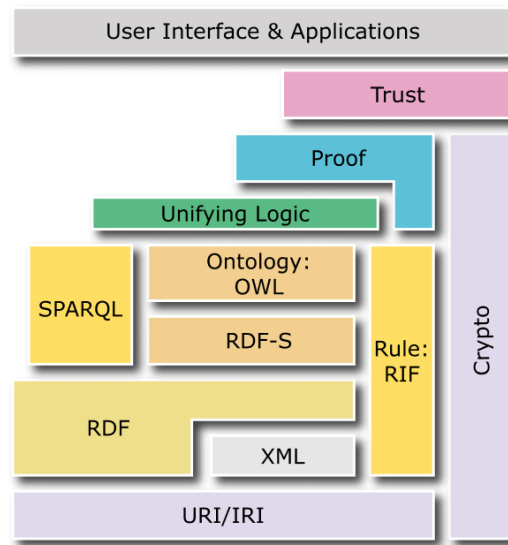 User Interface & Applications
Trust
Proof
Unifying Logic
Ontology:
OWL
SPARQL
RDF-S
Rule:
RIF
Crypto
RDF
XML
URI/IRI